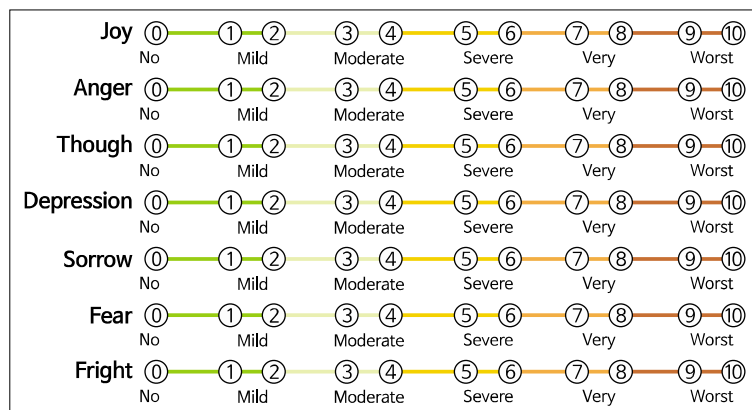 Joy 0 1 2 3 4 5 6 7 8 9 10
No Mild Moderate Severe Very Worst
Anger 0 1 2 3 4 5 6 7 8 9 10
No Mild Moderate Severe Very Worst
Though 0 1 2 3 4 5 6 7 8 9 10
No Mild Moderate Severe Very Worst
Depression 0 1 2 3 4 5 6 7 8 9 10
No Mild Moderate Severe Very Worst
Sorrow 0 1 2 3 4 5 6 7 8 9 10
No Mild Moderate Severe Very Worst
Fear 0 1 2 3 4 5 6 7 8 9 10
No Mild Moderate Severe Very Worst
Fright 0 1 2 3 4 5 6 7 8 9 10
No Mild Moderate Severe Very Worst